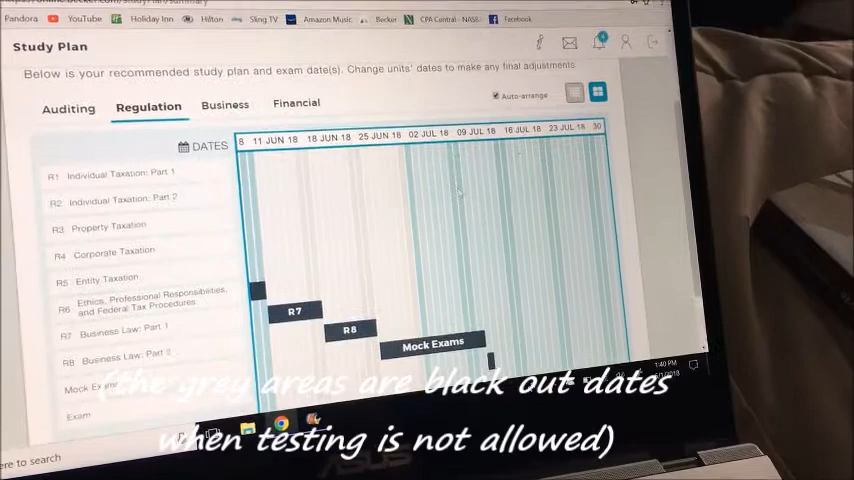 Pandora YouTube Holiday Inn Hilton Sling TV Amazon Music Becker CPA Central - NASB Facebook
Study Plan
Below is your recommended study plan and exam date(s). Change units' dates to make any final adjustments
Auditing Regulation Business Financial
Auto-arrange
DATES
8 11 JUN 18 18 JUN 18 25 JUN 18 02 JUL 18 09 JUL 18 16 JUL 18 23 JUL 18 30
R1 Individual Taxation: Part 1
R2 Individual Taxation: Part 2
R3 Property Taxation
R4 Corporate Taxation
R5 Entity Taxation
R6 Ethics, Professional Responsibilities,
and Federal Tax Procedures
R7 Business Law: Part 1
R7
R8 Business Law: Part 2
R8
Mock Exams
Mock Exams
Exam
(the grey areas are black out dates
when testing is not allowed)
1:40 PM
ere to search
ASUS